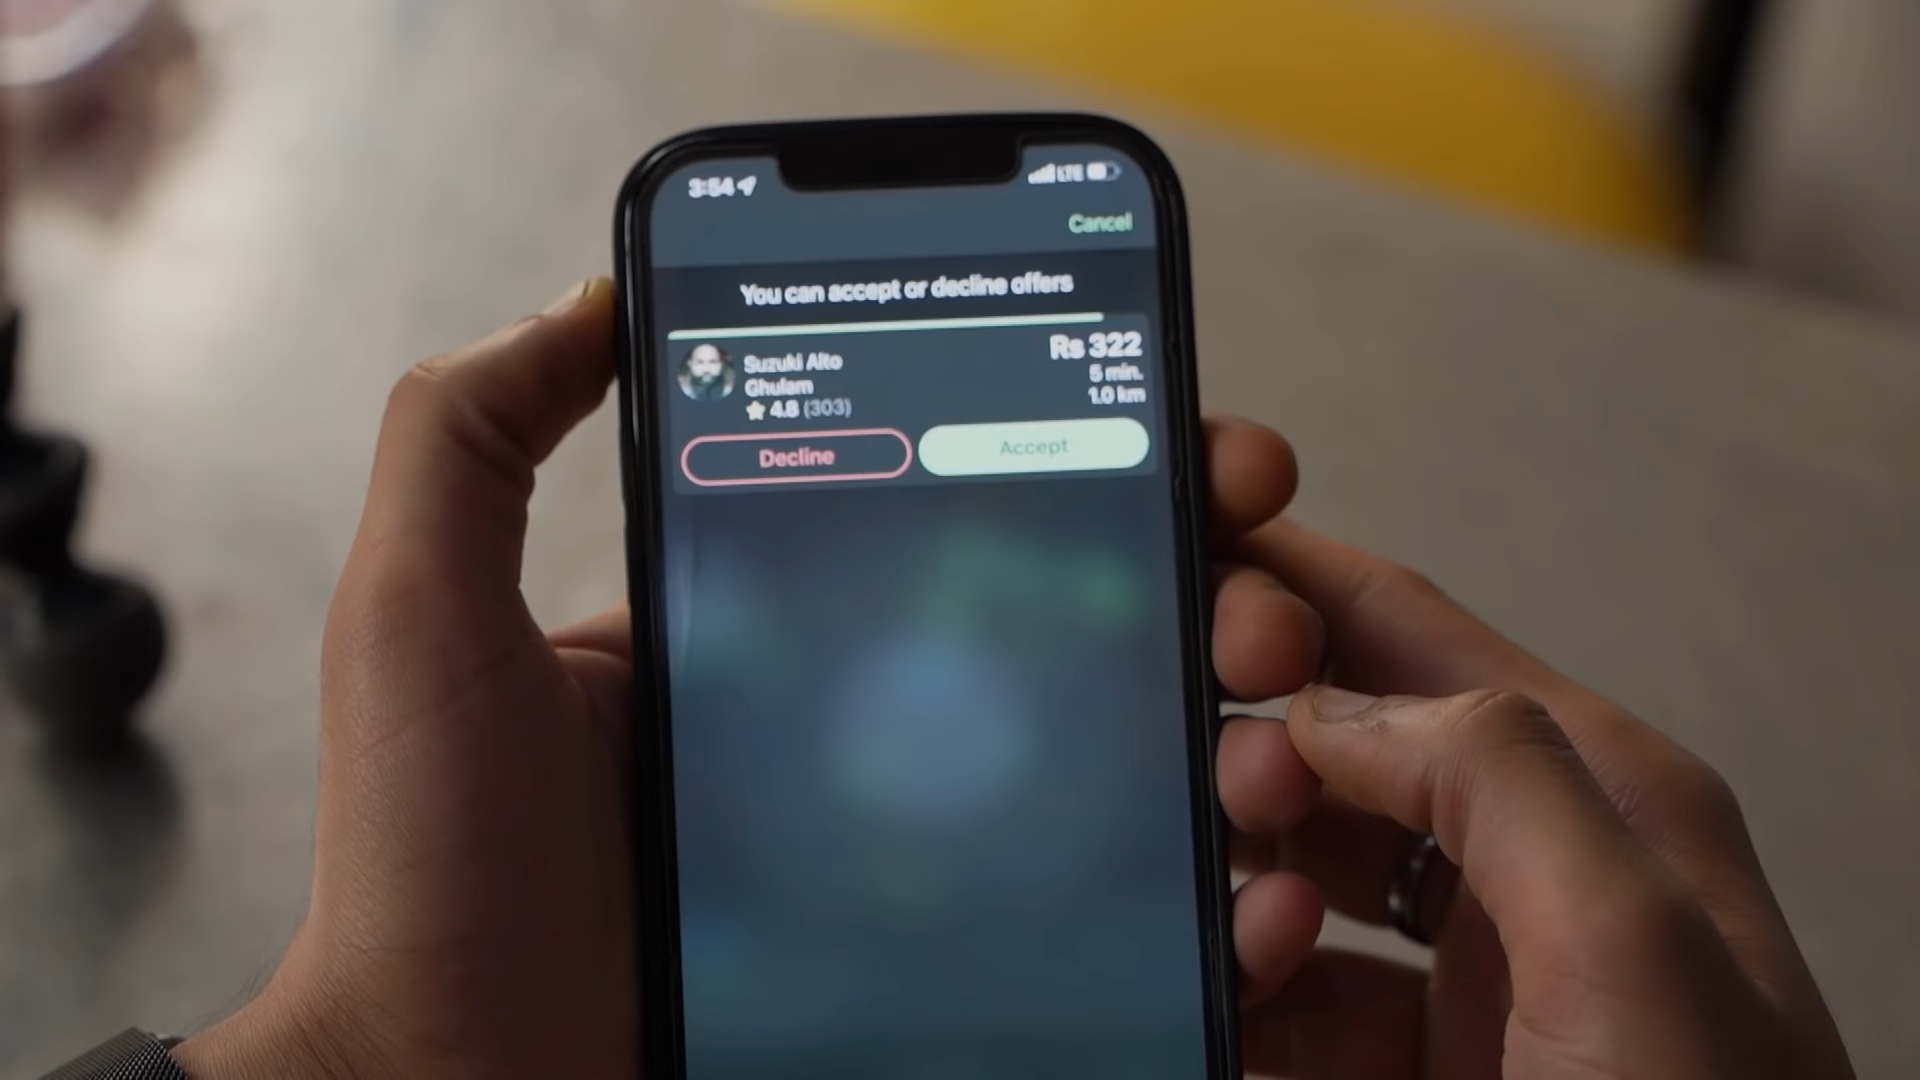 3:54 LTE
Cancel
You can accept or decline offers
Suzuki Alto
Rs 322
Ghulam
5 min.
4.8 (303)
1.0 km
Decline
Accept